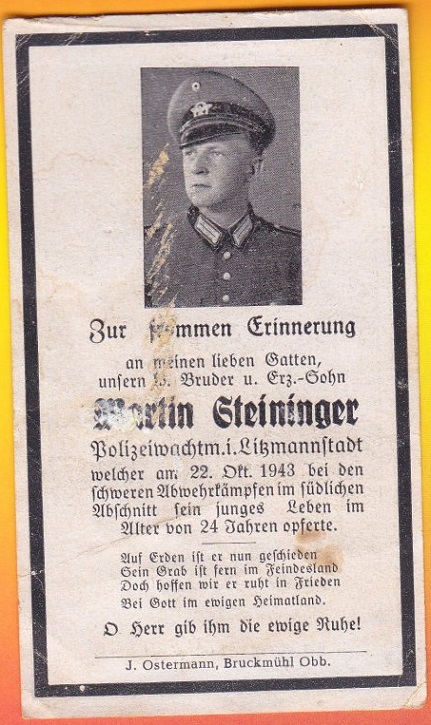 Zur frommen Erinnerung
an meinen lieben Gatten,
unsern lb. Bruder u. Erz.-Sohn
Martin Steininger
Polizeiwachtm. i. Litzmannstadt
welcher am 22. Okt. 1943 bei den
schweren Abwehrkämpfen im südlichen
Abschnitt sein junges Leben im
Alter von 24 Jahren opferte.
Auf Erden ist er nun geschieden
Sein Grab ist fern im Feindesland
Doch hoffen wir er ruht in Frieden
Bei Gott im ewigen Heimatland.
O Herr gib ihm die ewige Ruhe!
J. Ostermann, Bruckmühl Obb.